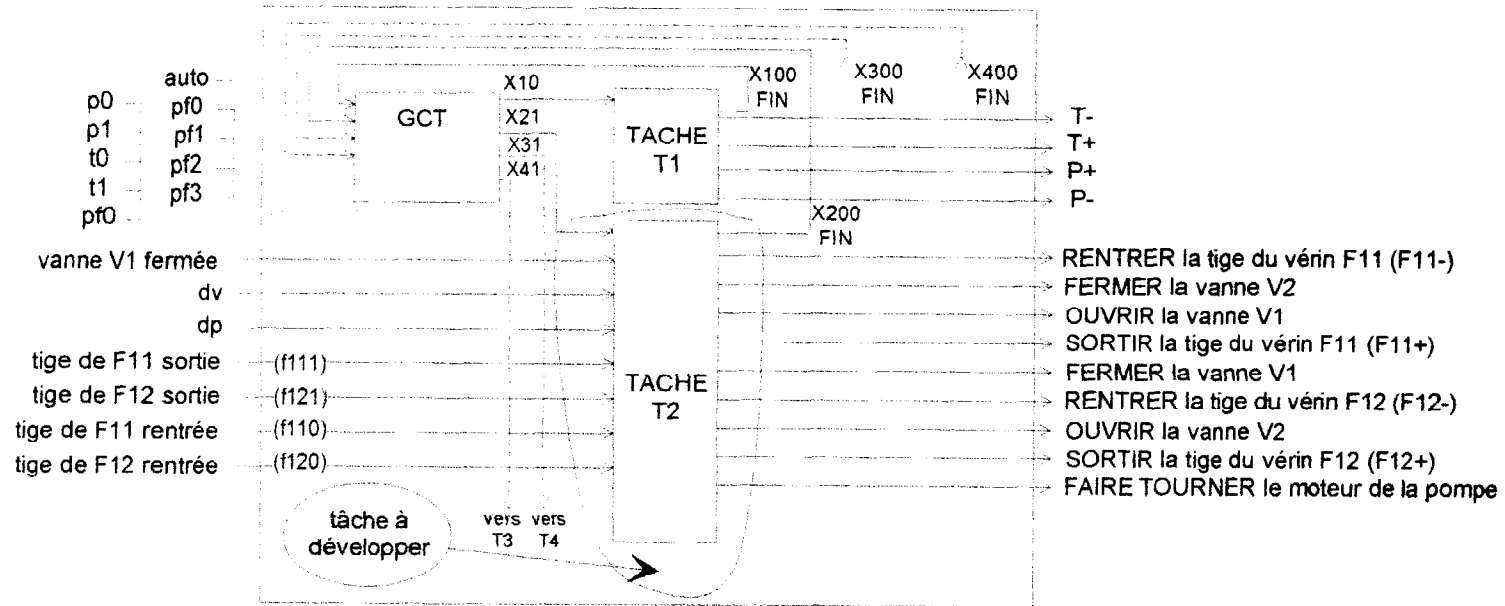 auto
p0
p1
t0
t1
pf0
pf0
pf1
pf2
pf3
GCT
X10
X21
X31
X41
TACHE
T1
X100
FIN
X300
FIN
X400
FIN
T-
T+
P+
P-
X200
FIN
vanne V1 fermée
dv
dp
tige de F11 sortie (f111)
tige de F12 sortie (f121)
tige de F11 rentrée (f110)
tige de F12 rentrée (f120)
TACHE
T2
RENTRER la tige du vérin F11 (F11-)
FERMER la vanne V2
OUVRIR la vanne V1
SORTIR la tige du vérin F11 (F11+)
FERMER la vanne V1
RENTRER la tige du vérin F12 (F12-)
OUVRIR la vanne V2
SORTIR la tige du vérin F12 (F12+)
FAIRE TOURNER le moteur de la pompe
tâche à
développer
vers
T3
vers
T4